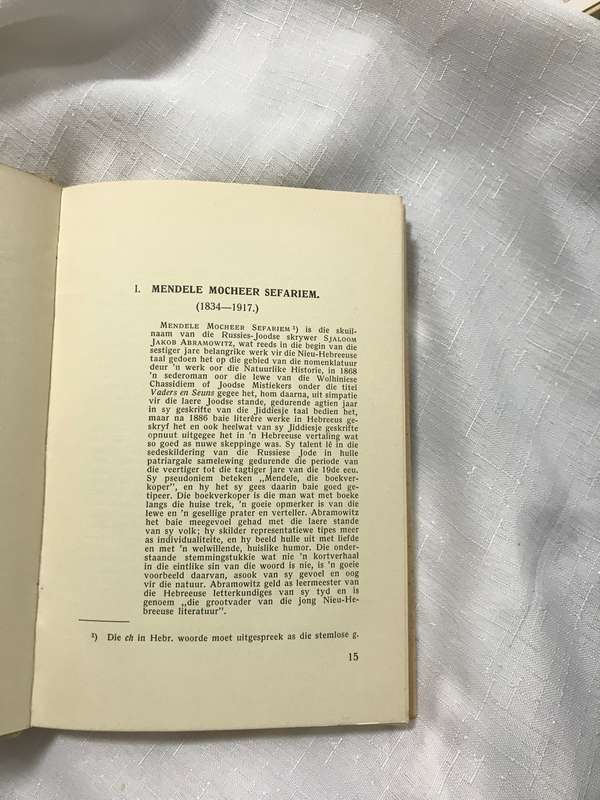 I. MENDELE MOCHEER SEFARIEM.
(1834—1917.)
MENDELE MOCHEER SEFARIEM ¹) is die skuil-
naam van die Russies-Joodse skrywer SJALOOM
JAKOB ABRAMOWITZ, wat reeds in die begin van die
sestiger jare belangrike werk vir die Nieu-Hebreeuse
taal gedoen het op die gebied van die nomenklatuur
deur 'n werk oor die Natuurlike Historie, in 1868
'n sederoman oor die lewe van die Wolhiniese
Chassidiem of Joodse Mistiekers onder die titel
Vaders en Seuns gegee het, hom daarna, uit simpatie
vir die laere Joodse stande, gedurende agtien jaar
in sy geskrifte van die Jiddiesje taal bedien het,
maar na 1886 baie literêre werk in Hebreeus ge-
skryf het en ook heelwat van sy Jiddiesje geskrifte
opnuut uitgegee het in 'n Hebreeuse vertaling wat
so goed as nuwe skeppinge was. Sy talent lê in die
sedeskildering van die Russiese Jode in hulle
patriargale samelewing gedurende die periode van
die veertiger tot die tagtiger jare van die 19de eeu.
Sy pseudoniem beteken „Mendele, die boekver-
koper”, en hy het sy gees daarin baie goed ge-
tipeer. Die boekverkoper is die man wat met boeke
langs die huise trek, 'n goeie opmerker is van die
lewe en 'n gesellige prater en verteller. Abramowitz
het baie meegevoel gehad met die laere stande
van sy volk; hy skilder representatiewe tipes meer
as individualiteite, en hy beeld hulle uit met liefde
en met 'n welwillende, huislike humor. Die onder-
staande stemmingstukkie wat nie 'n kortverhaal
in die eintlike sin van die woord is nie, is 'n goeie
voorbeeld daarvan, asook van sy gevoel en oog
vir die natuur. Abramowitz geld as leermeester van
die Hebreeuse letterkundiges van sy tyd en is
genoem „die grootvader van die jong Nieu-He-
breeuse literatuur”.
¹) Die ch in Hebr. woorde moet uitgespreek as die stemlose g.
15